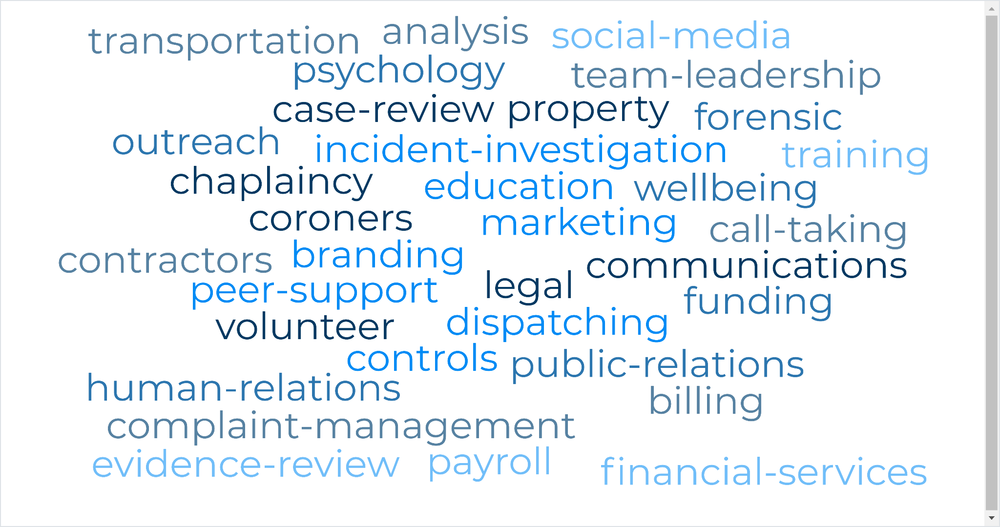 transportation analysis social-media
psychology team-leadership
case-review property forensic
outreach incident-investigation training
chaplaincy education wellbeing
coroners marketing call-taking
contractors branding communications
peer-support legal funding
volunteer dispatching
controls public-relations
human-relations billing
complaint-management
evidence-review payroll financial-services